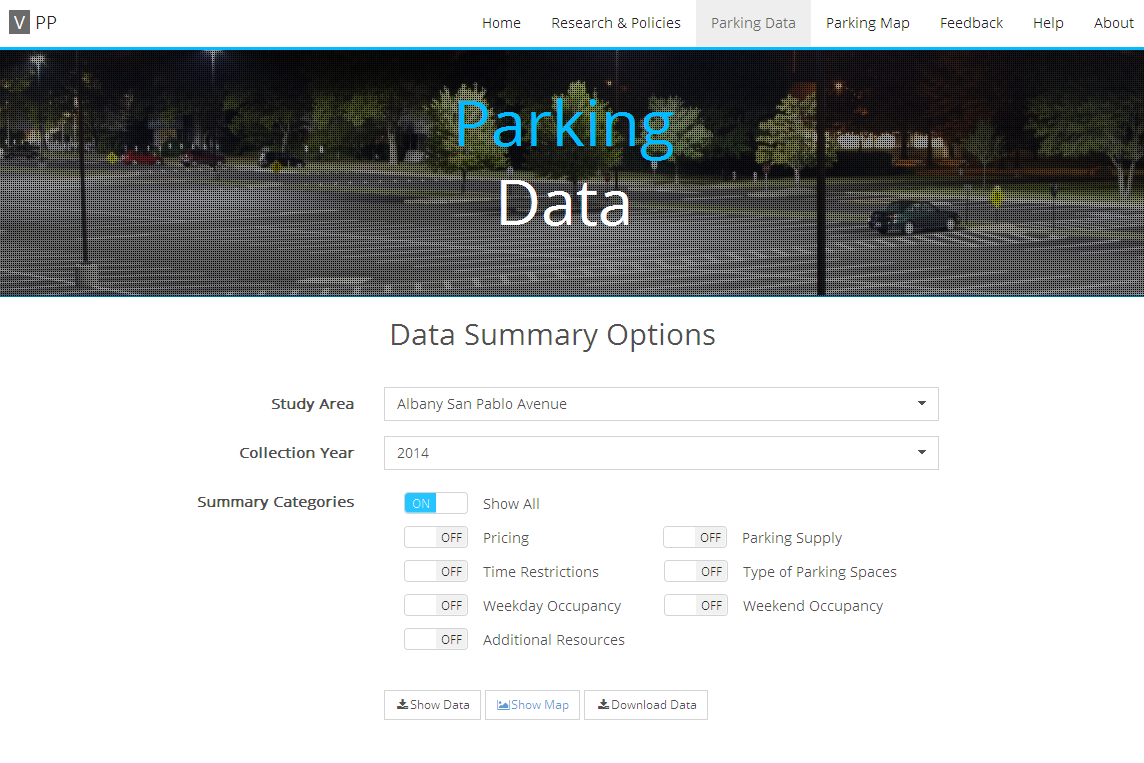 V PP
Home Research & Policies Parking Data Parking Map Feedback Help About
Parking
Data
Data Summary Options
Study Area Albany San Pablo Avenue
Collection Year 2014
Summary Categories ON Show All
OFF Pricing OFF Parking Supply
OFF Time Restrictions OFF Type of Parking Spaces
OFF Weekday Occupancy OFF Weekend Occupancy
OFF Additional Resources
Show Data Show Map Download Data